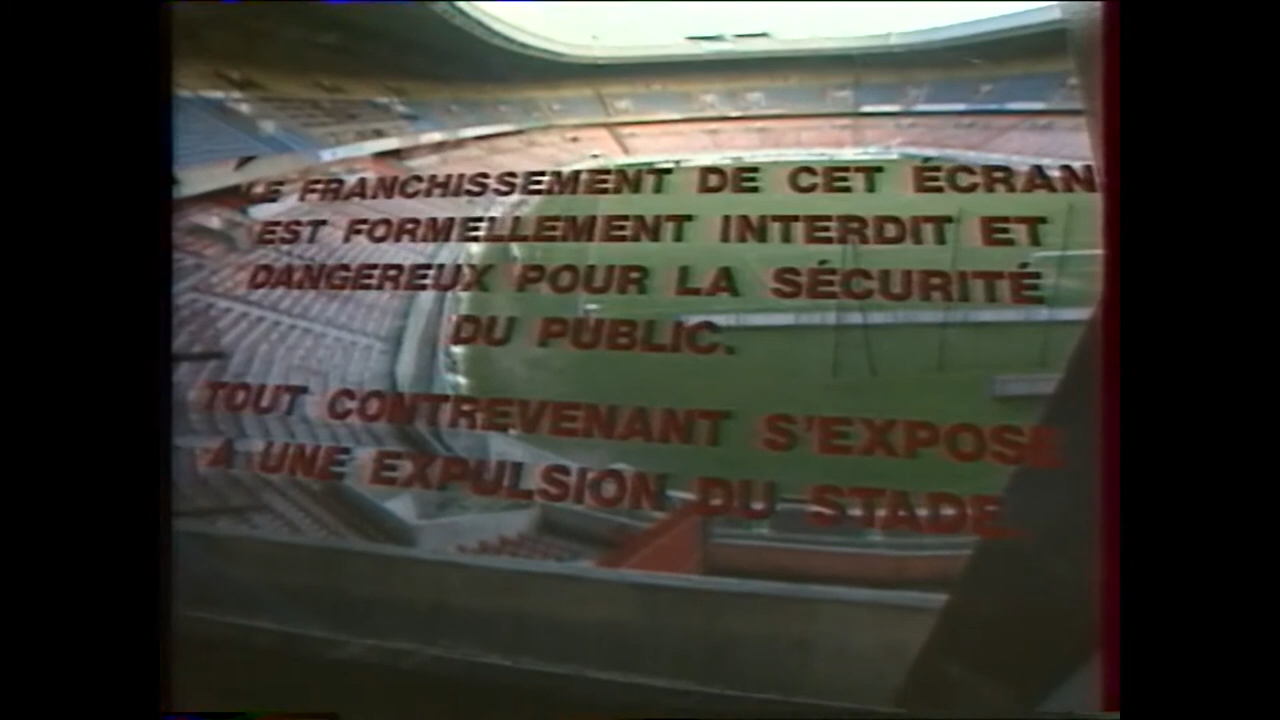 LE FRANCHISSEMENT DE CET ÉCRAN
EST FORMELLEMENT INTERDIT ET
DANGEREUX POUR LA SÉCURITÉ
DU PUBLIC.
TOUT CONTREVENANT S'EXPOSE
A UNE EXPULSION DU STADE.